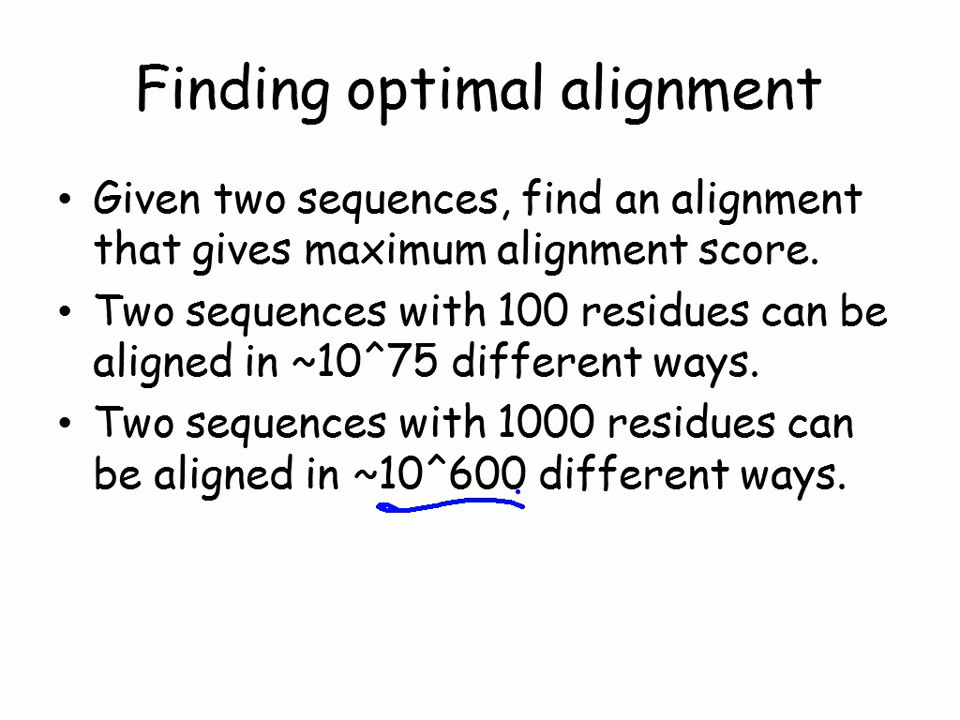 Finding optimal alignment
• Given two sequences, find an alignment
that gives maximum alignment score.
• Two sequences with 100 residues can be
aligned in ~10^75 different ways.
• Two sequences with 1000 residues can
be aligned in ~10^600 different ways.